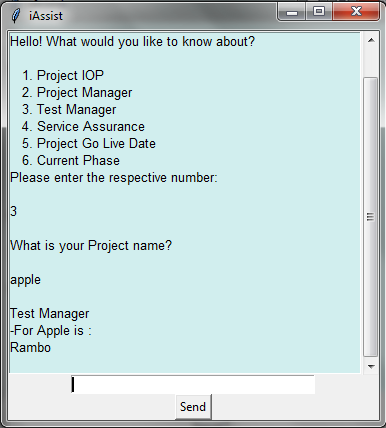 iAssist
Hello! What would you like to know about?
1. Project IOP
2. Project Manager
3. Test Manager
4. Service Assurance
5. Project Go Live Date
6. Current Phase
Please enter the respective number:
3
What is your Project name?
apple
Test Manager
-For Apple is :
Rambo
Send